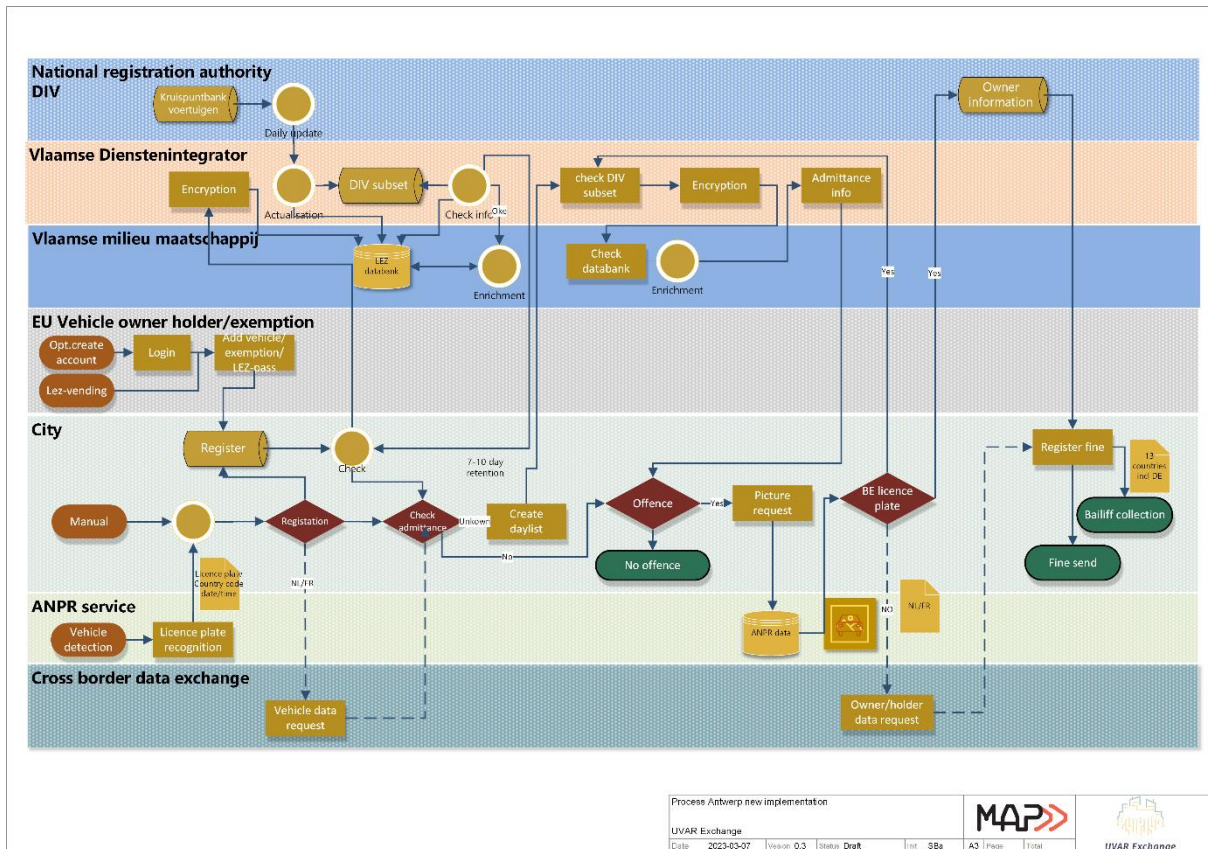 National registration authority
DIV
Kruispuntbank
voertuigen
Daily update
Owner
information
Vlaamse Dienstenintegrator
Encryption
Actualisation
DIV subset
Check info
Oke
check DIV
subset
Encryption
Admittance
info
Vlaamse milieu maatschappij
LEZ
databank
Enrichment
Check
databank
Enrichment
Yes
Yes
EU Vehicle owner holder/exemption
Opt.create
account
Login
Add vehicle/
exemption/
LEZ-pass
Lez-vending
City
Register
Check
7-10 day
retention
Manual
Registation
Check
admittance
Unkown
Create
daylist
No
Offence
Yes
Picture
request
No offence
BE licence
plate
Register fine
13
countries
incl DE
Bailiff collection
Fine send
NL/FR
Licence plate
Country code
date/time
ANPR service
Vehicle
detection
Licence plate
recognition
ANPR data
NO
NL/FR
Cross border data exchange
Vehicle data
request
Owner/holder
data request
Process Antwerp new implementation
UVAR Exchange
MAP
UVAR Exchange
Date 2023-03-07 Version 0.3 Status Draft Init SBa A3 Page Total